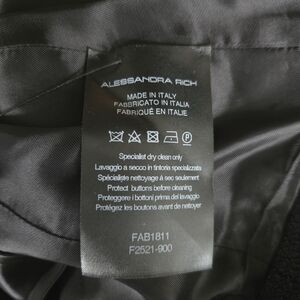 ALESSANDRA RICH
MADE IN ITALY
FABBRICATO IN ITALIA
FABRIQUÉ EN ITALIE
Specialist dry clean only
Lavaggio a secco in tintoria specializzata
Spécialiste nettoyage à sec seulement
Protect buttons before cleaning
Proteggere i bottoni prima del lavaggio
Protégez les boutons avant de nettoyer
FAB1811
F2521-900